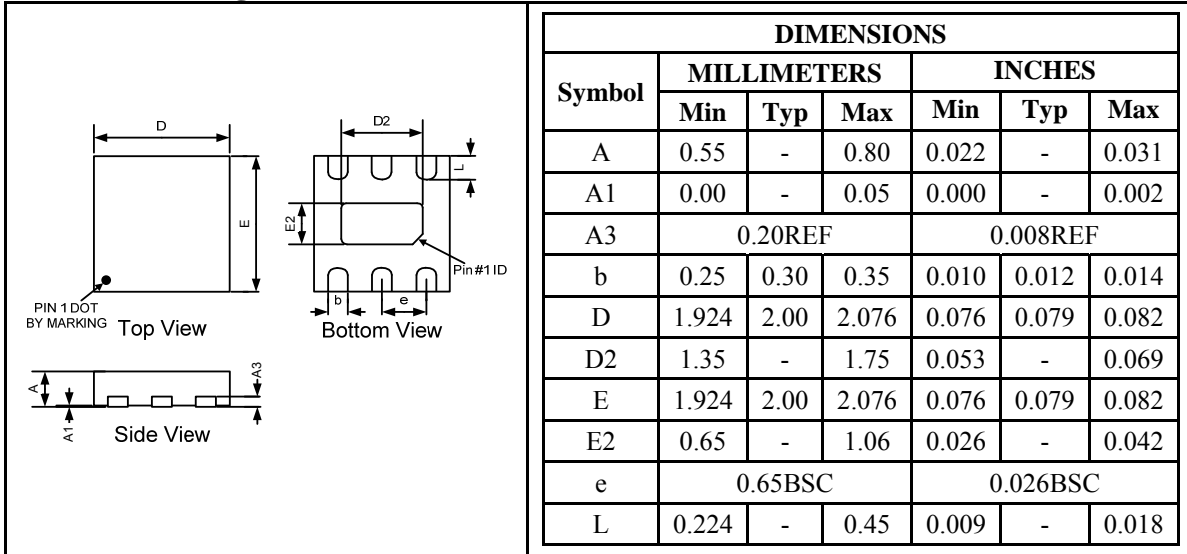 D
E
PIN 1 DOT
BY MARKING
Top View
D2
L
E2
Pin #1 ID
b
e
Bottom View
A
A1
A3
Side View
DIMENSIONS
Symbol MILLIMETERS INCHES
Min Typ Max Min Typ Max
A 0.55 - 0.80 0.022 - 0.031
A1 0.00 - 0.05 0.000 - 0.002
A3 0.20REF 0.008REF
b 0.25 0.30 0.35 0.010 0.012 0.014
D 1.924 2.00 2.076 0.076 0.079 0.082
D2 1.35 - 1.75 0.053 - 0.069
E 1.924 2.00 2.076 0.076 0.079 0.082
E2 0.65 - 1.06 0.026 - 0.042
e 0.65BSC 0.026BSC
L 0.224 - 0.45 0.009 - 0.018